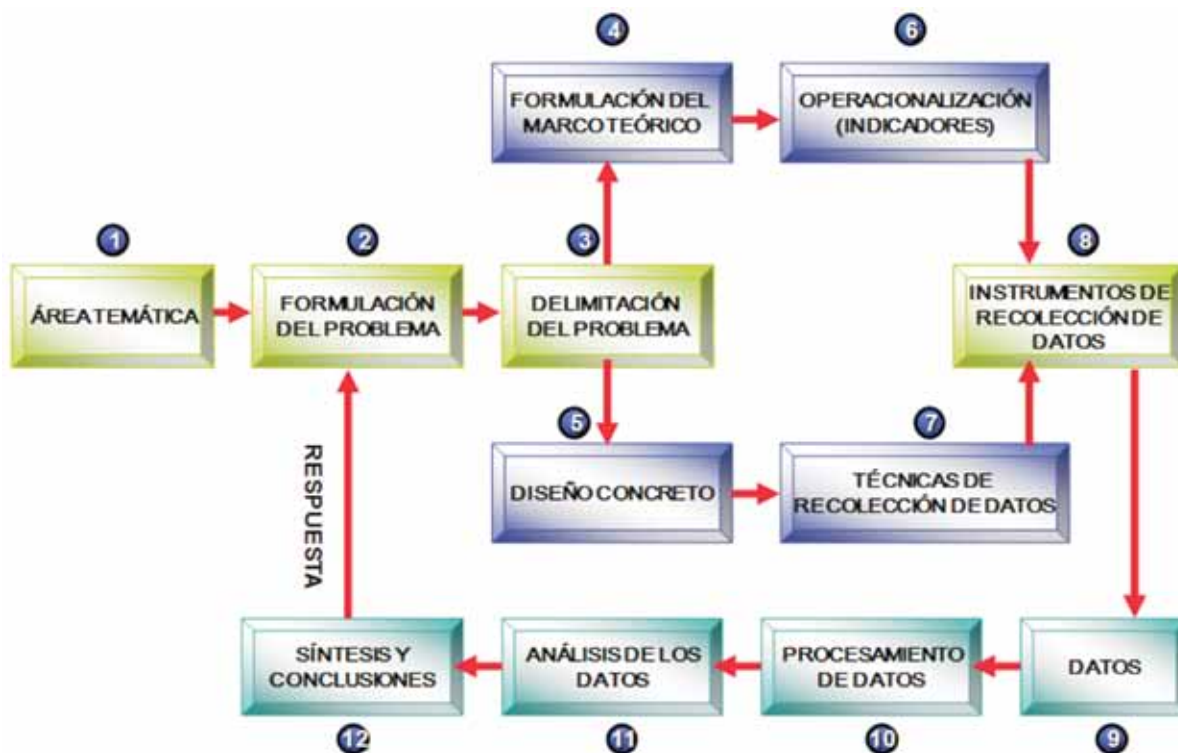 4
6
FORMULACIÓN DEL
MARCO TEÓRICO
OPERACIONALIZACIÓN
(INDICADORES)
1
2
3
8
ÁREA TEMÁTICA
FORMULACIÓN
DEL PROBLEMA
DELIMITACIÓN
DEL PROBLEMA
INSTRUMENTOS DE
RECOLECCIÓN DE
DATOS
5
7
RESPUESTA
DISEÑO CONCRETO
TÉCNICAS DE
RECOLECCIÓN DE DATOS
SÍNTESIS Y
CONCLUSIONES
ANÁLISIS DE LOS
DATOS
PROCESAMIENTO
DE DATOS
DATOS
12
11
10
9